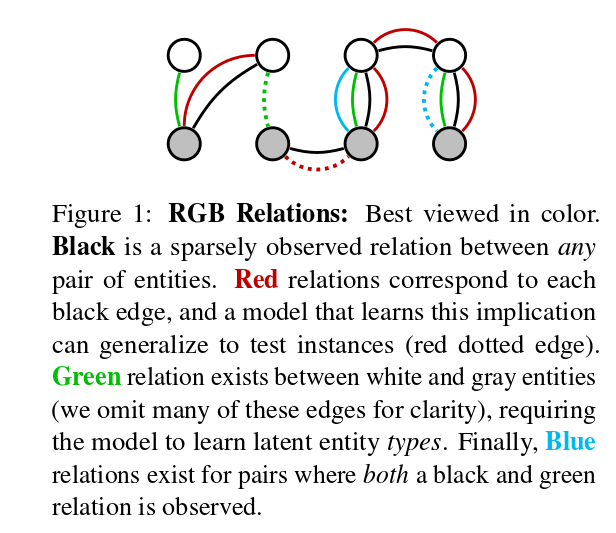 Figure 1: RGB Relations: Best viewed in color.
Black is a sparsely observed relation between any
pair of entities. Red relations correspond to each
black edge, and a model that learns this implication
can generalize to test instances (red dotted edge).
Green relation exists between white and gray entities
(we omit many of these edges for clarity), requiring
the model to learn latent entity types. Finally, Blue
relations exist for pairs where both a black and green
relation is observed.